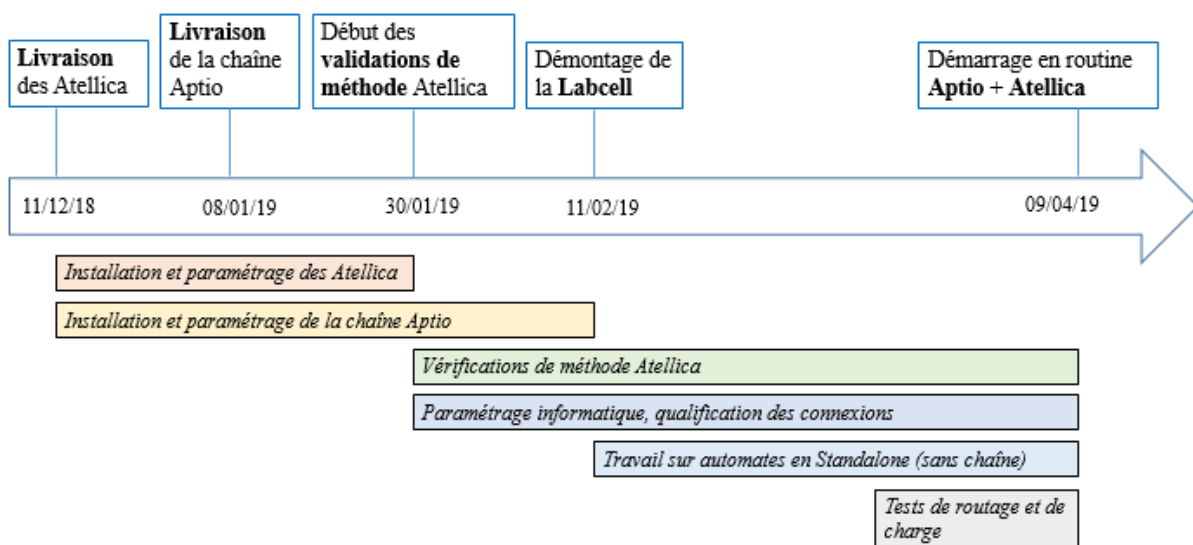 Livraison
des Atellica
Livraison
de la chaîne
Aptio
Début des
validations de
méthode Atellica
Démontage de
la Labcell
Démarrage en routine
Aptio + Atellica
11/12/18
08/01/19
30/01/19
11/02/19
09/04/19
Installation et paramétrage des Atellica
Installation et paramétrage de la chaîne Aptio
Vérifications de méthode Atellica
Paramétrage informatique, qualification des connexions
Travail sur automates en Standalone (sans chaîne)
Tests de routage et de
charge